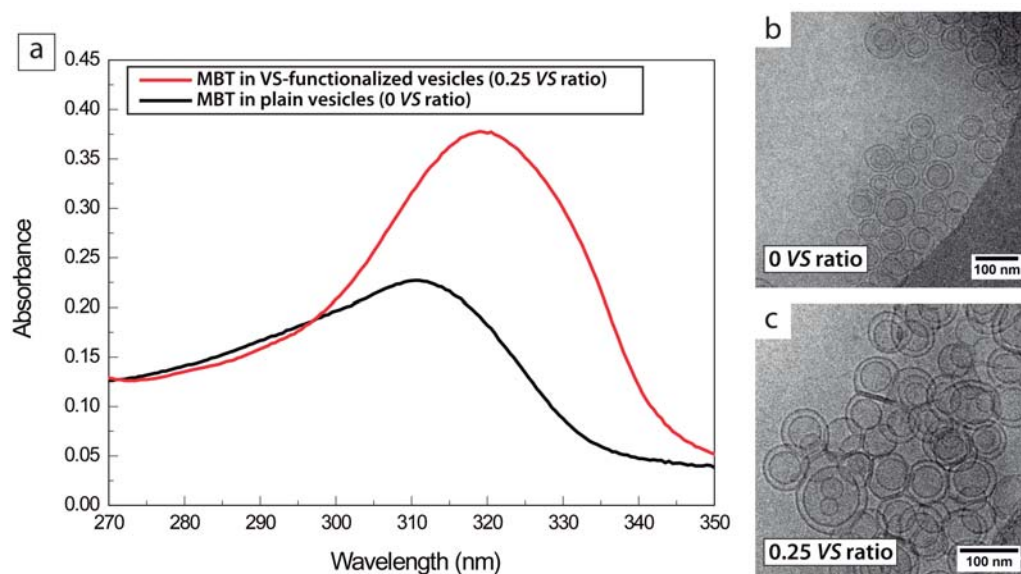 a
0.45
MBT in VS-functionalized vesicles (0.25 VS ratio)
MBT in plain vesicles (0 VS ratio)
0.40
0.35
0.30
0.25
0.20
0.15
0.10
0.05
0.00
Absorbance
270 280 290 300 310 320 330 340 350
Wavelength (nm)
b
0 VS ratio
100 nm
c
0.25 VS ratio
100 nm